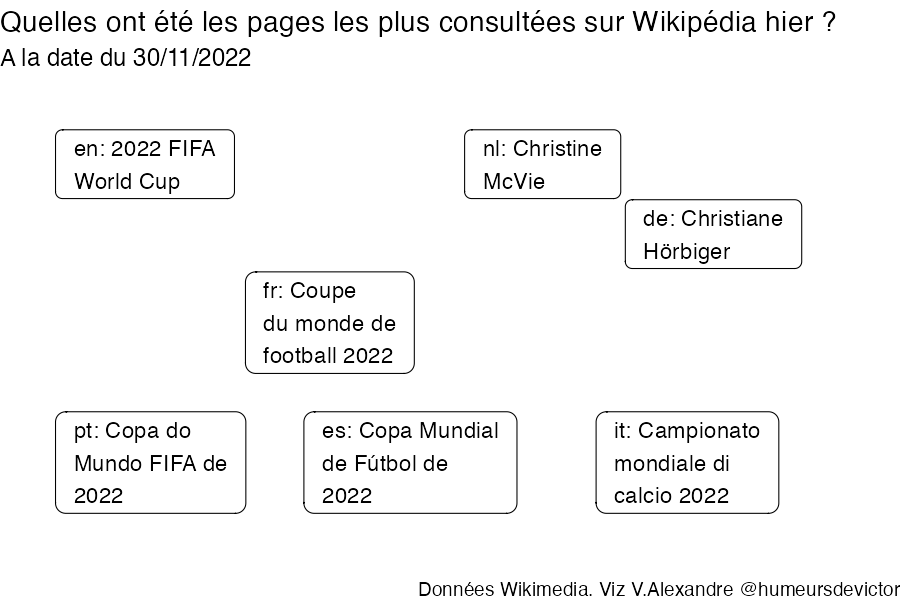 Quelles ont été les pages les plus consultées sur Wikipédia hier ?
A la date du 30/11/2022
en: 2022 FIFA
World Cup
nl: Christine
McVie
de: Christiane
Hörbiger
fr: Coupe
du monde de
football 2022
pt: Copa do
Mundo FIFA de
2022
es: Copa Mundial
de Fútbol de
2022
it: Campionato
mondiale di
calcio 2022
Données Wikimedia. Viz V.Alexandre @humeursdevictor